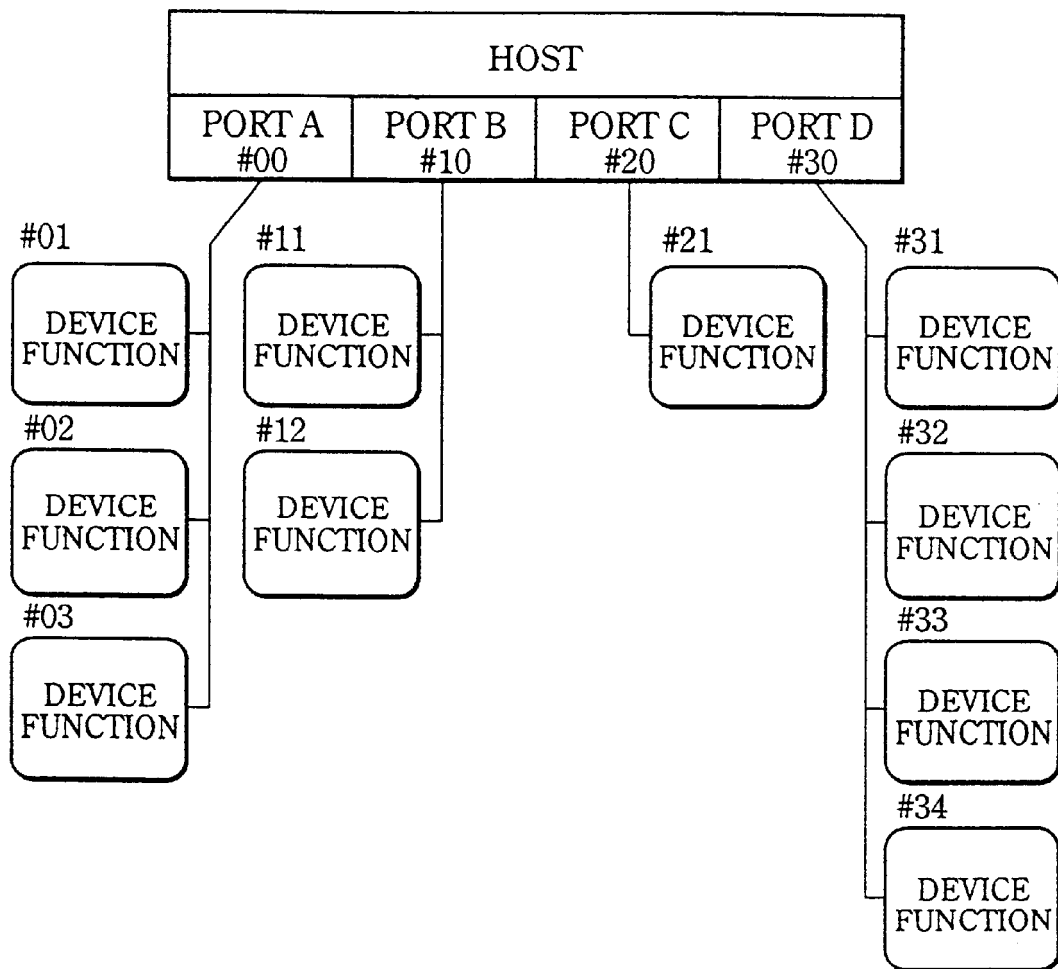 HOST
PORT A PORT B PORT C PORT D
#00 #10 #20 #30
#01
DEVICE
FUNCTION
#02
DEVICE
FUNCTION
#03
DEVICE
FUNCTION
#11
DEVICE
FUNCTION
#12
DEVICE
FUNCTION
#21
DEVICE
FUNCTION
#31
DEVICE
FUNCTION
#32
DEVICE
FUNCTION
#33
DEVICE
FUNCTION
#34
DEVICE
FUNCTION